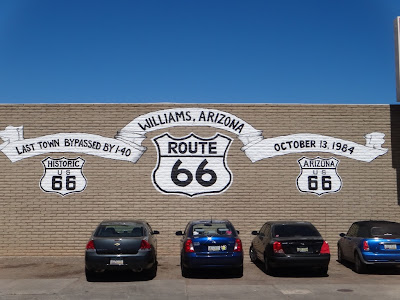 WILLIAMS, ARIZONA
LAST TOWN BYPASSED BY I-40
OCTOBER 13, 1984
HISTORIC
US
66
ROUTE
66
ARIZONA
US
66